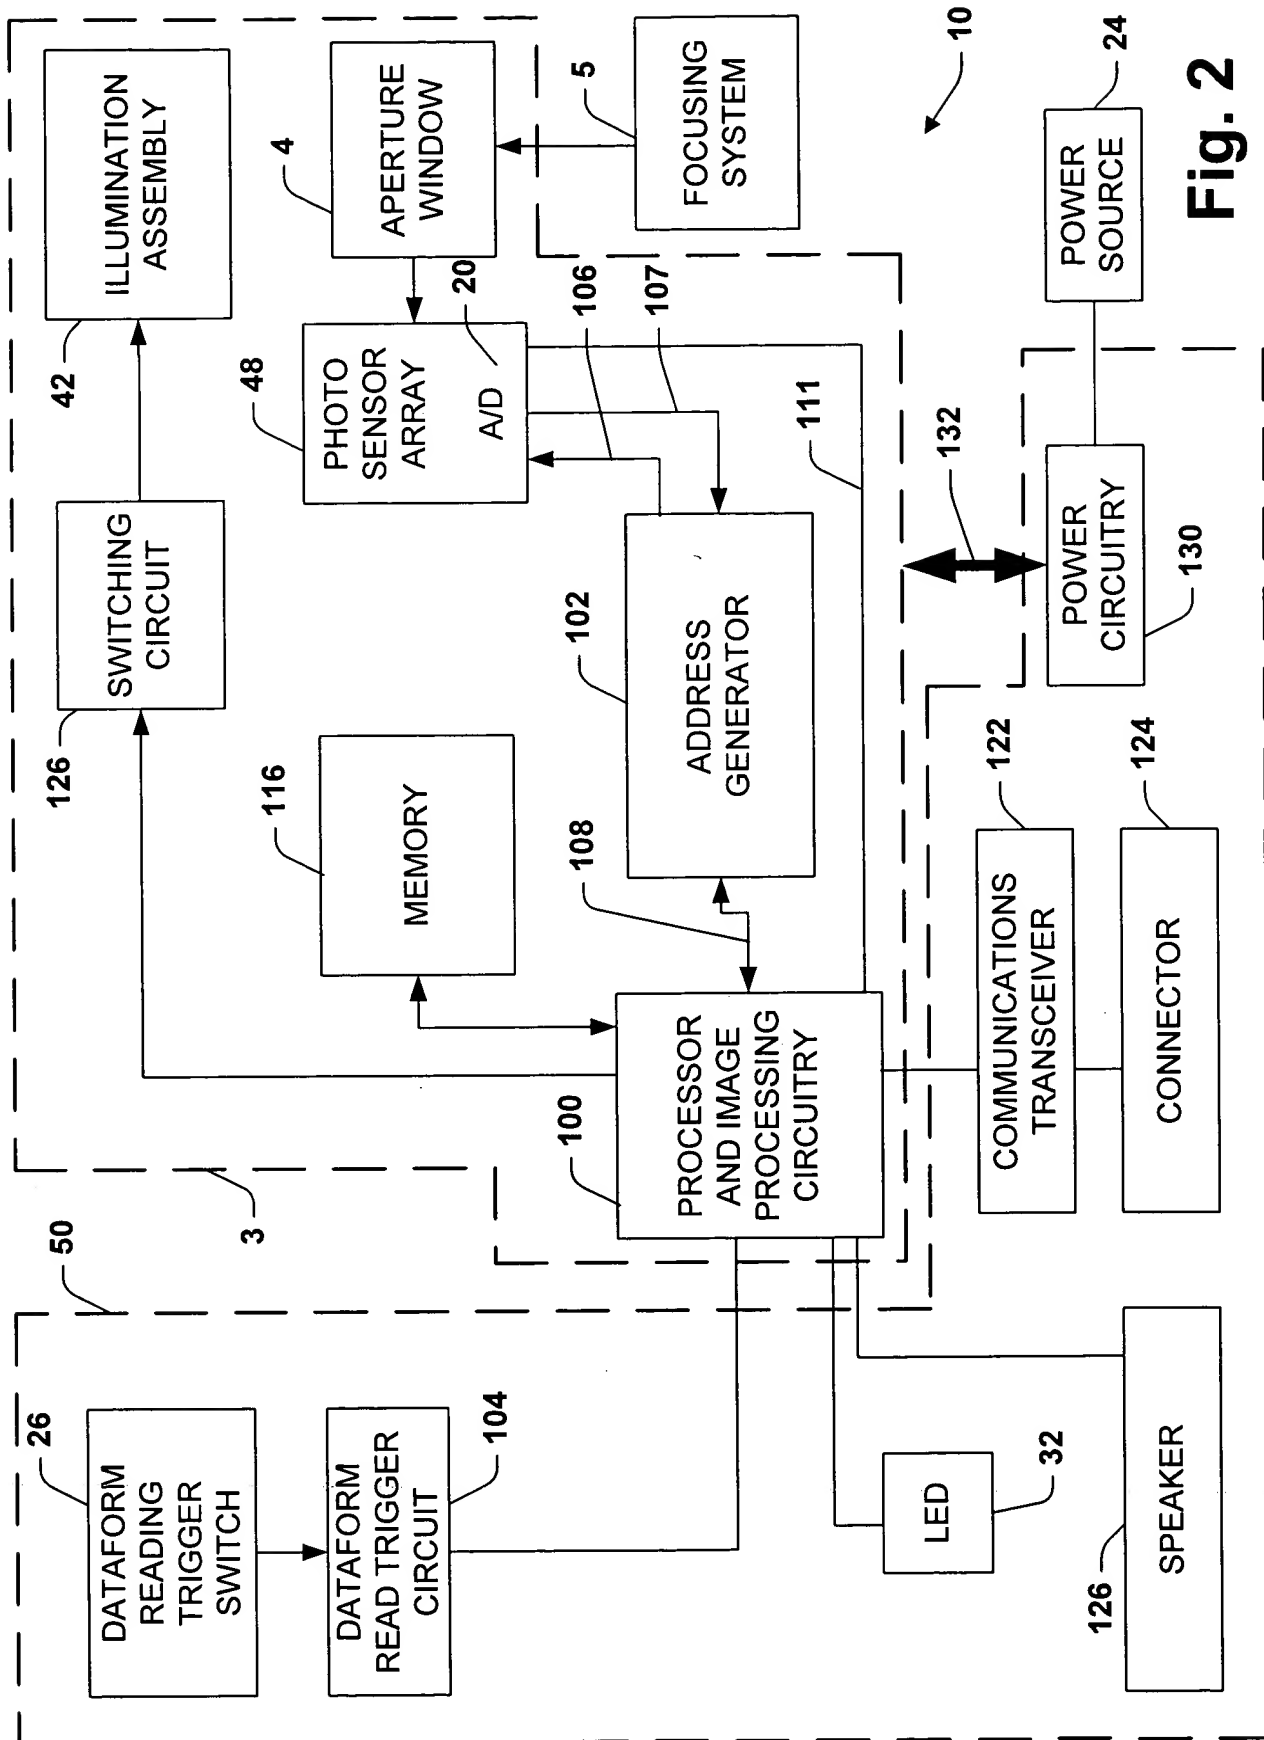 26
DATAFORM
READING
TRIGGER
SWITCH
DATAFORM
READ TRIGGER
CIRCUIT
104
50
3
126
SWITCHING
CIRCUIT
42
ILLUMINATION
ASSEMBLY
116
MEMORY
48
PHOTO
SENSOR
ARRAY
A/D
20
4
APERTURE
WINDOW
5
FOCUSING
SYSTEM
106
107
102
ADDRESS
GENERATOR
108
111
100
PROCESSOR
AND IMAGE
PROCESSING
CIRCUITRY
132
10
LED
32
126
SPEAKER
COMMUNICATIONS
TRANSCEIVER
122
CONNECTOR
124
POWER
CIRCUITRY
130
POWER
SOURCE
24
Fig. 2